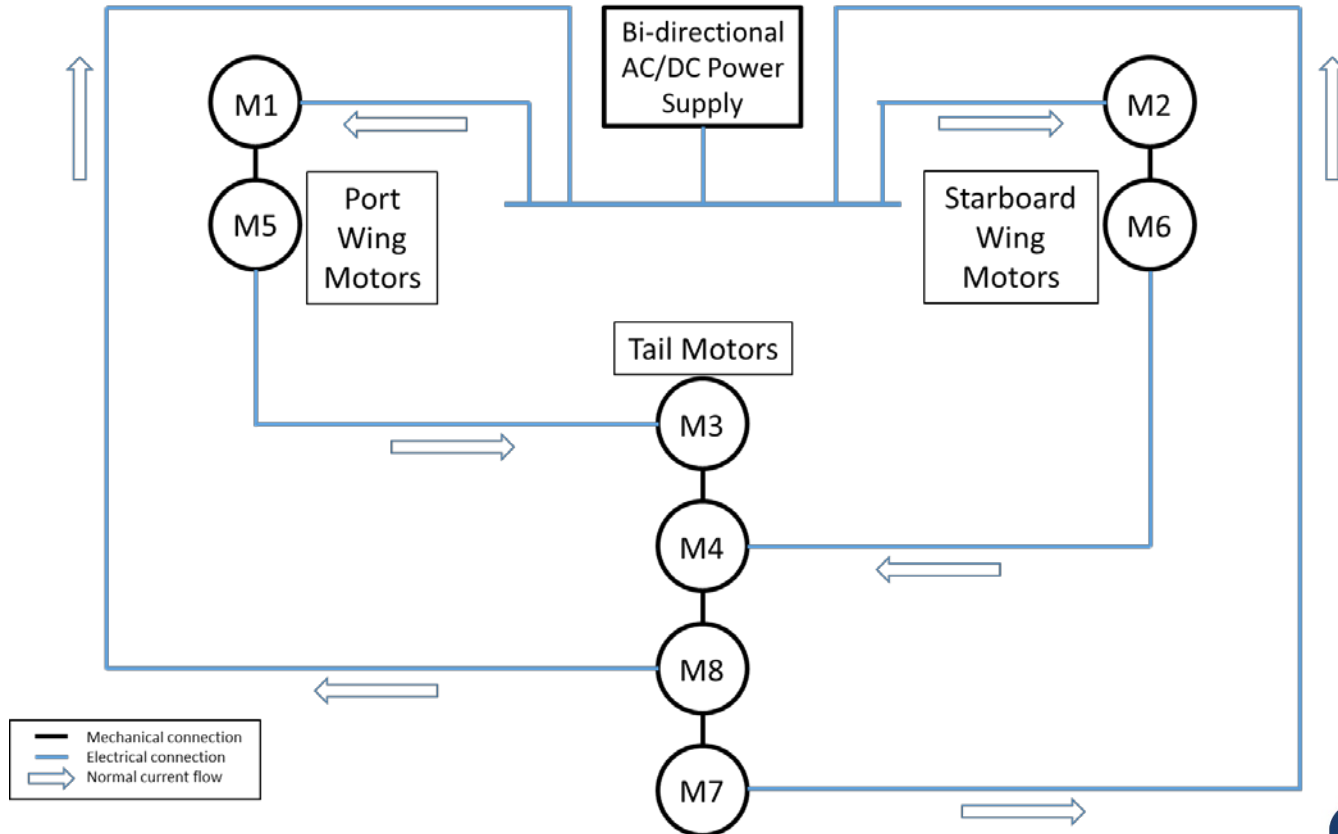 Bi-directional
AC/DC Power
Supply
M1
M2
M5
Port
Wing
Motors
Starboard
Wing
Motors
M6
Tail Motors
M3
M4
M8
M7
Mechanical connection
Electrical connection
Normal current flow